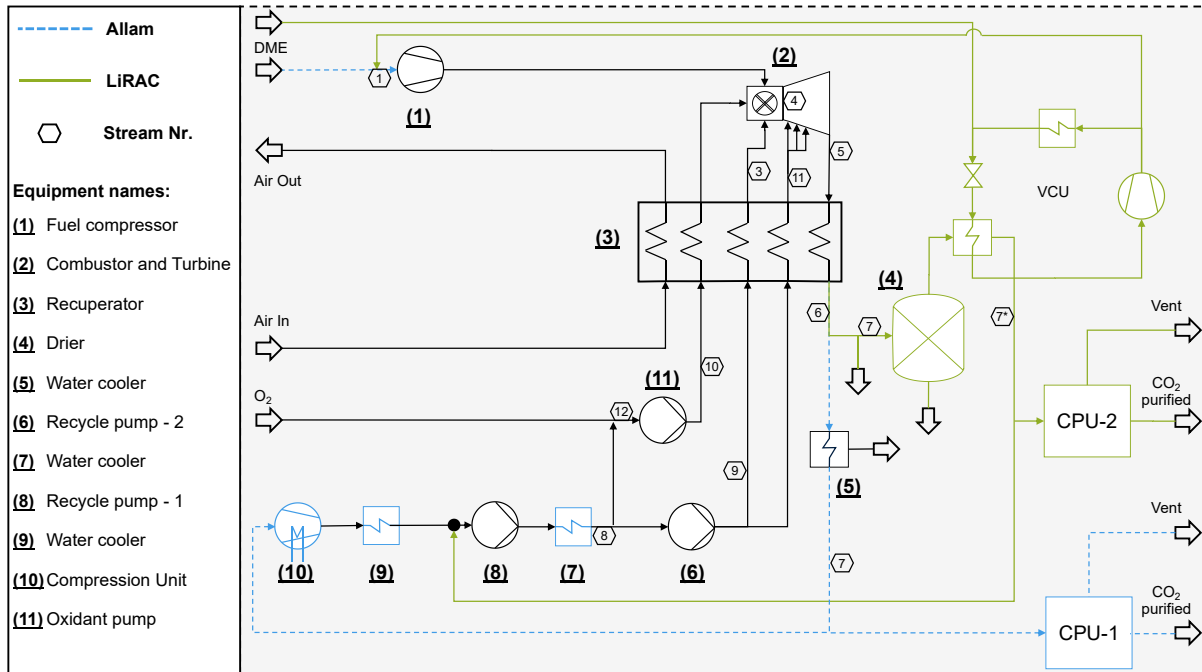 Allam
LiRAC
Stream Nr.
Equipment names:
(1) Fuel compressor
(2) Combustor and Turbine
(3) Recuperator
(4) Drier
(5) Water cooler
(6) Recycle pump - 2
(7) Water cooler
(8) Recycle pump - 1
(9) Water cooler
(10) Compression Unit
(11) Oxidant pump
DME
1
(1)
(2)
4
3
11
5
VCU
Air Out
(3)
(4)
6
7
7*
Vent
Air In
10
(11)
O2
12
CO2
purified
CPU-2
(5)
9
8
M
(10)
(9)
(8)
(7)
(6)
7
Vent
CO2
purified
CPU-1